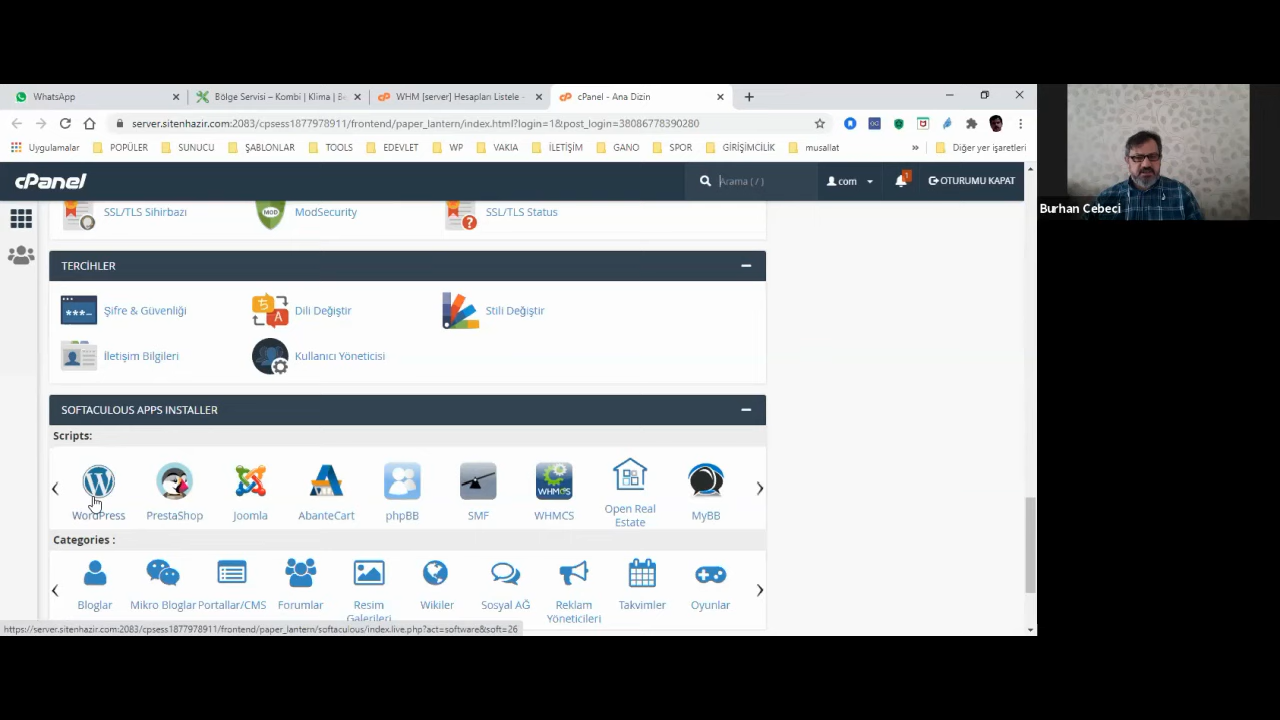 WhatsApp
Bölge Servisi – Kombi | Klima | Be
WHM [server] Hesapları Listele -
cPanel - Ana Dizin
server.sitenhazir.com:2083/cpsess1877978911/frontend/paper_lantern/index.html?login=1&post_login=38086778390280
Uygulamalar
POPÜLER
SUNUCU
ŞABLONLAR
TOOLS
EDEVLET
WP
VAKIA
İLETİŞİM
GANO
SPOR
GİRİŞİMCİLİK
musallat
»
Diğer yer işaretleri
cPanel
Arama ( / )
com
1
OTURUMU KAPAT
Burhan Cebeci
SSL/TLS Sihirbazı
MOD
ModSecurity
SSL/TLS Status
TERCİHLER
***–
Şifre & Güvenliği
Dili Değiştir
Stili Değiştir
İletişim Bilgileri
Kullanıcı Yöneticisi
SOFTACULOUS APPS INSTALLER
Scripts:
WHMCS
WordPress
PrestaShop
Joomla
AbanteCart
phpBB
SMF
WHMCS
Open Real
Estate
MyBB
Categories :
Bloglar
Mikro Bloglar
Portallar/CMS
Forumlar
Resim
Galerileri
Wikiler
Sosyal AĞ
Reklam
Yöneticileri
Takvimler
Oyunlar
https://server.sitenhazir.com:2083/cpsess1877978911/frontend/paper_lantern/softaculous/index.live.php?act=software&soft=26